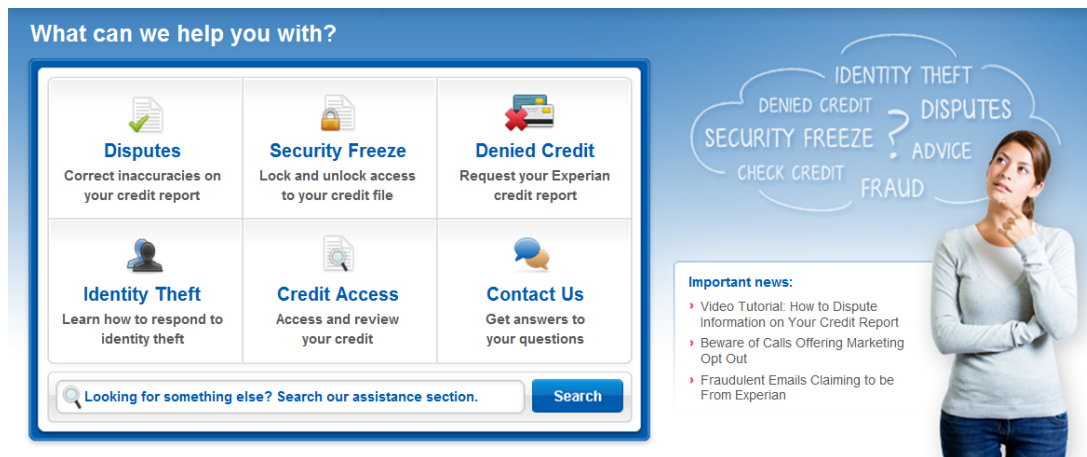 What can we help you with?
Disputes
Correct inaccuracies on
your credit report
Security Freeze
Lock and unlock access
to your credit file
Denied Credit
Request your Experian
credit report
Identity Theft
Learn how to respond to
identity theft
Credit Access
Access and review
your credit
Contact Us
Get answers to
your questions
Looking for something else? Search our assistance section.
Search
IDENTITY THEFT
DENIED CREDIT
DISPUTES
SECURITY FREEZE
?
ADVICE
CHECK CREDIT
FRAUD
Important news:
› Video Tutorial: How to Dispute
Information on Your Credit Report
› Beware of Calls Offering Marketing
Opt Out
› Fraudulent Emails Claiming to be
From Experian